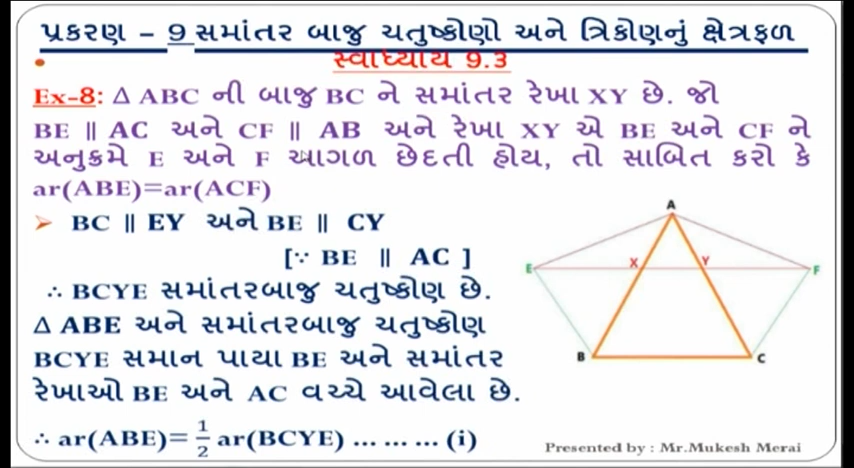 પ્રકરણ – 9 સમાંતર બાજુ ચતુષ્કોણો અને ત્રિકોણનું ક્ષેત્રફળ
સ્વાધ્યાય 9.3
Ex-8: Δ ABC ની બાજુ BC ને સમાંતર રેખા XY છે. જો
BE ∥ AC અને CF ∥ AB અને રેખા XY એ BE અને CF ને
અનુક્રમે E અને F આગળ છેદતી હોય, તો સાબિત કરો કે
ar(ABE)=ar(ACF)
➢ BC ∥ EY અને BE ∥ CY
[∵ BE ∥ AC ]
∴ BCYE સમાંતરબાજુ ચતુષ્કોણ છે.
Δ ABE અને સમાંતરબાજુ ચતુષ્કોણ
BCYE સમાન પાયા BE અને સમાંતર
રેખાઓ BE અને AC વચ્ચે આવેલા છે.
∴ ar(ABE)= 1/2 ar(BCYE) ... ... ... (i)
A
E X Y F
B C
Presented by : Mr.Mukesh Merai